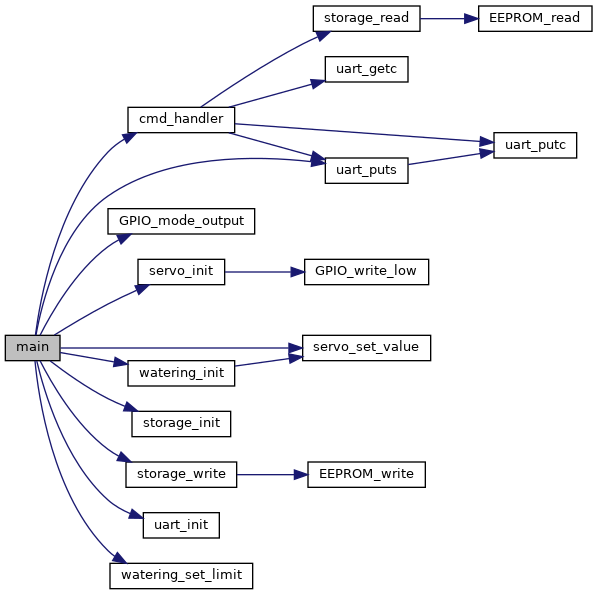 storage_read
EEPROM_read
uart_getc
cmd_handler
uart_putc
uart_puts
GPIO_mode_output
servo_init
GPIO_write_low
main
servo_set_value
watering_init
storage_init
storage_write
EEPROM_write
uart_init
watering_set_limit